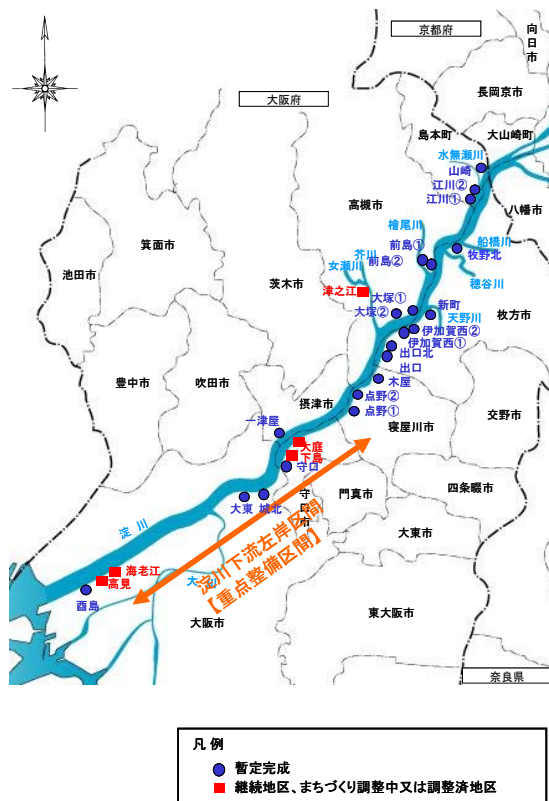 京都府
向日市
長岡京市
大阪府
島本町
大山崎町
水無瀬川
山崎
江川②
江川①
高槻市
八幡市
檜尾川
箕面市
前島①
船橋川
牧野北
芥川
前島②
女瀬川
池田市
茨木市
穂谷川
津之江
大塚①
新町
大塚②
天野川
枚方市
伊加賀西②
伊加賀西①
出口北
出口
豊中市
吹田市
木屋
摂津市
点野②
交野市
点野①
一津屋
寝屋川市
大庭
下島
守口
四条畷市
門真市
守口市
大東
城北
大東市
淀川
淀川下流左岸区間
【重点整備区間】
海老江
高見
大川
酉島
大阪市
東大阪市
奈良県
凡 例
暫定完成
継続地区、まちづくり調整中又は調整済地区